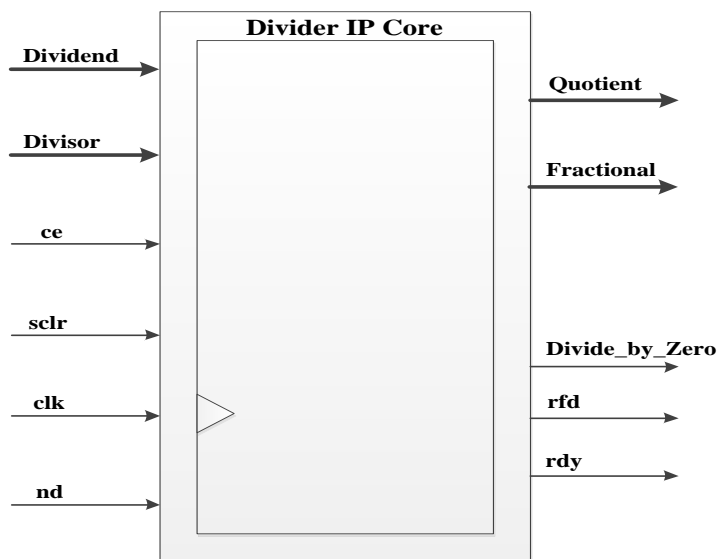 Divider IP Core
Dividend
Divisor
ce
sclr
clk
nd
Quotient
Fractional
Divide_by_Zero
rfd
rdy